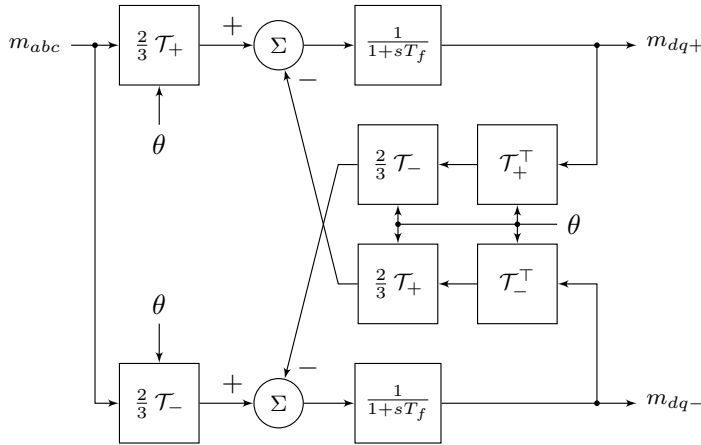 m_{abc} \frac{2}{3} \mathcal{T}_+ + Σ \frac{1}{1+sT_f} m_{dq+}
−
θ
\frac{2}{3} \mathcal{T}_- \mathcal{T}_+^\top
θ
\frac{2}{3} \mathcal{T}_+ \mathcal{T}_-^\top
θ
−
\frac{2}{3} \mathcal{T}_- + Σ \frac{1}{1+sT_f} m_{dq-}